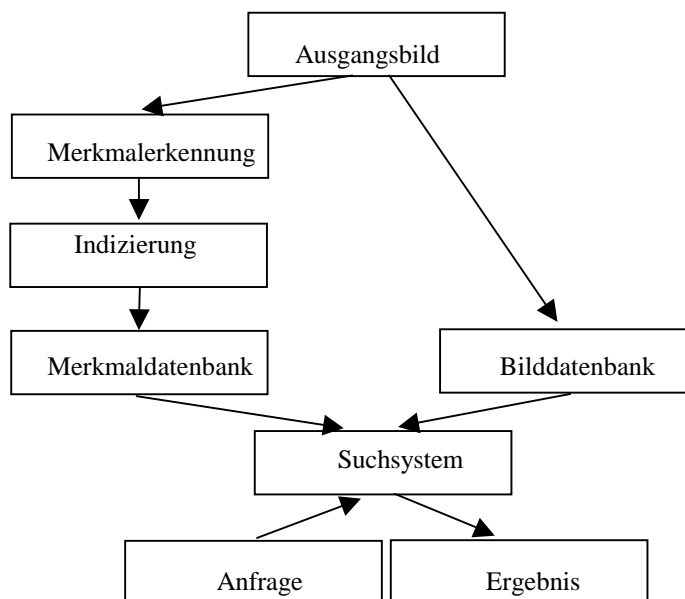 Ausgangsbild
Merkmalerkennung
Indizierung
Merkmaldatenbank
Bilddatenbank
Suchsystem
Anfrage
Ergebnis